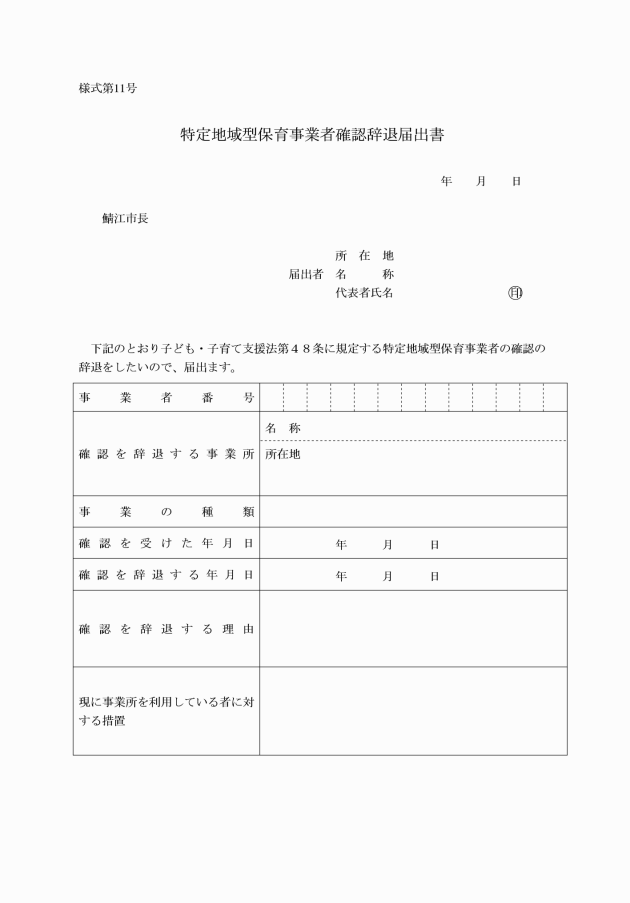 様式第11号
特定地域型保育事業者確認辞退届出書
年　　月　　日
鯖江市長
所　在　地
届出者　名　　　称
代表者氏名　㊞
下記のとおり子ども・子育て支援法第４８条に規定する特定地域型保育事業者の確認の
辞退をしたいので、届出ます。
事業者番号
確認を辞退する事業所
名　称
所在地
事業の種類
確認を受けた年月日　年　　月　　日
確認を辞退する年月日　年　　月　　日
確認を辞退する理由
現に事業所を利用している者に対
する措置